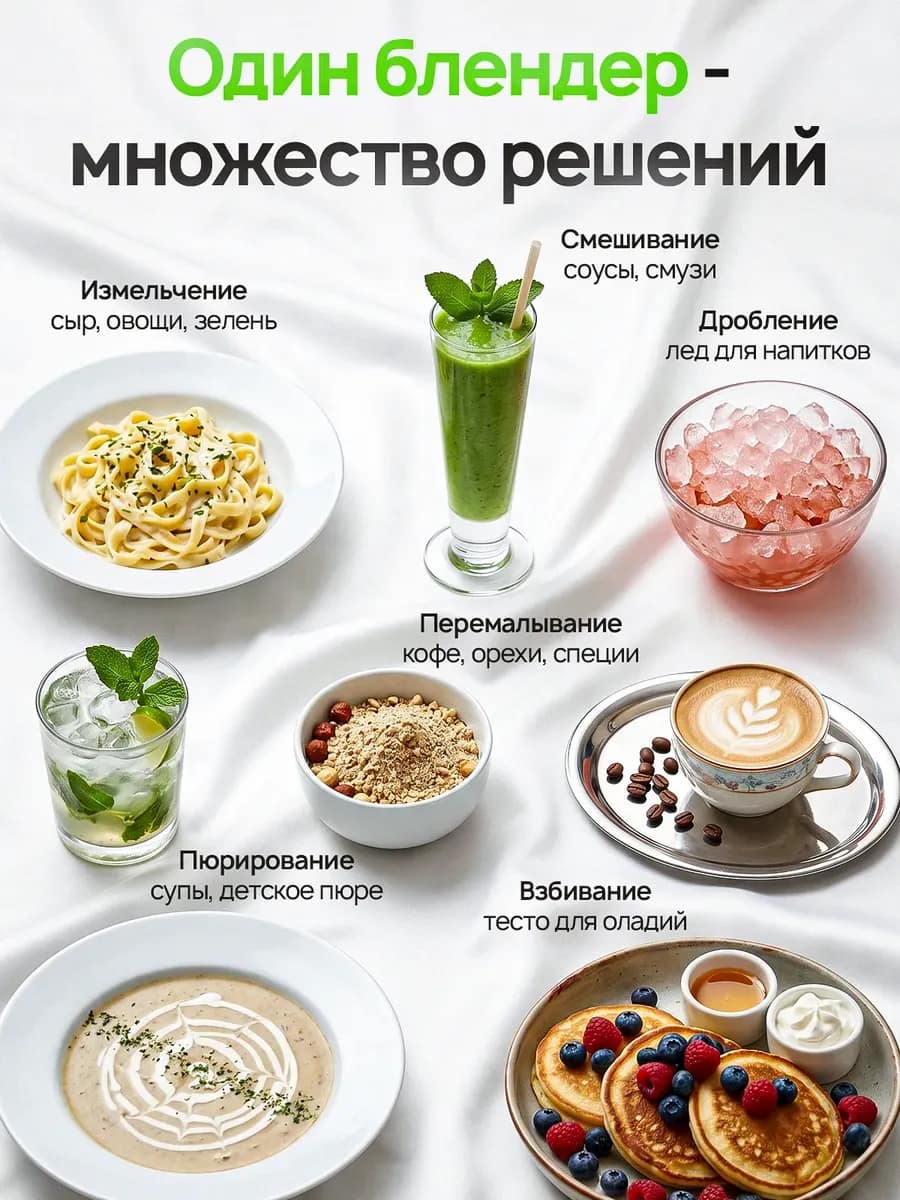 Один блендер -
множество решений
Смешивание
соусы, смузи
Измельчение
сыр, овощи, зелень
Дробление
лед для напитков
Перемалывание
кофе, орехи, специи
Пюрирование
супы, детское пюре
Взбивание
тесто для оладий